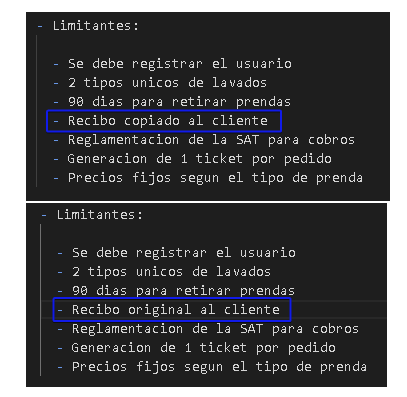 - Limitantes:
- Se debe registrar el usuario
- 2 tipos unicos de lavados
- 90 dias para retirar prendas
- Recibo copiado al cliente
- Reglamentacion de la SAT para cobros
- Generacion de 1 ticket por pedido
- Precios fijos segun el tipo de prenda
- Limitantes:
- Se debe registrar el usuario
- 2 tipos unicos de lavados
- 90 dias para retirar prendas
- Recibo original al cliente
- Reglamentacion de la SAT para cobros
- Generacion de 1 ticket por pedido
- Precios fijos segun el tipo de prenda